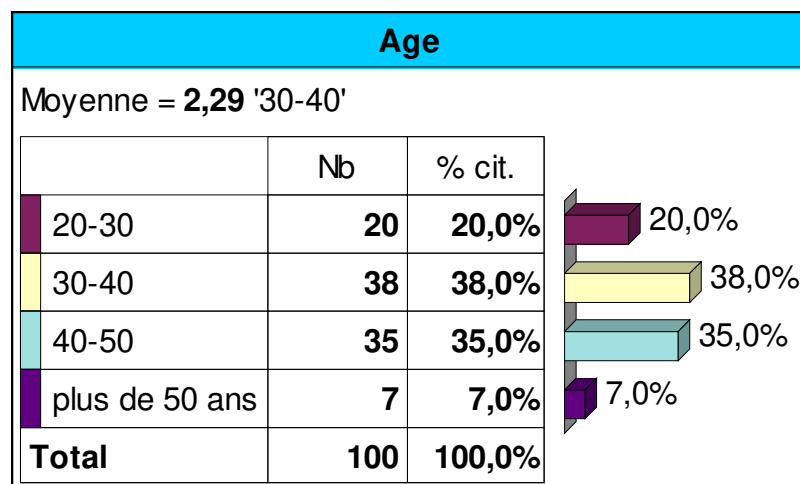 Age
Moyenne = 2,29 '30-40'
Nb % cit.
20-30 20 20,0% 20,0%
30-40 38 38,0% 38,0%
40-50 35 35,0% 35,0%
plus de 50 ans 7 7,0% 7,0%
Total 100 100,0%